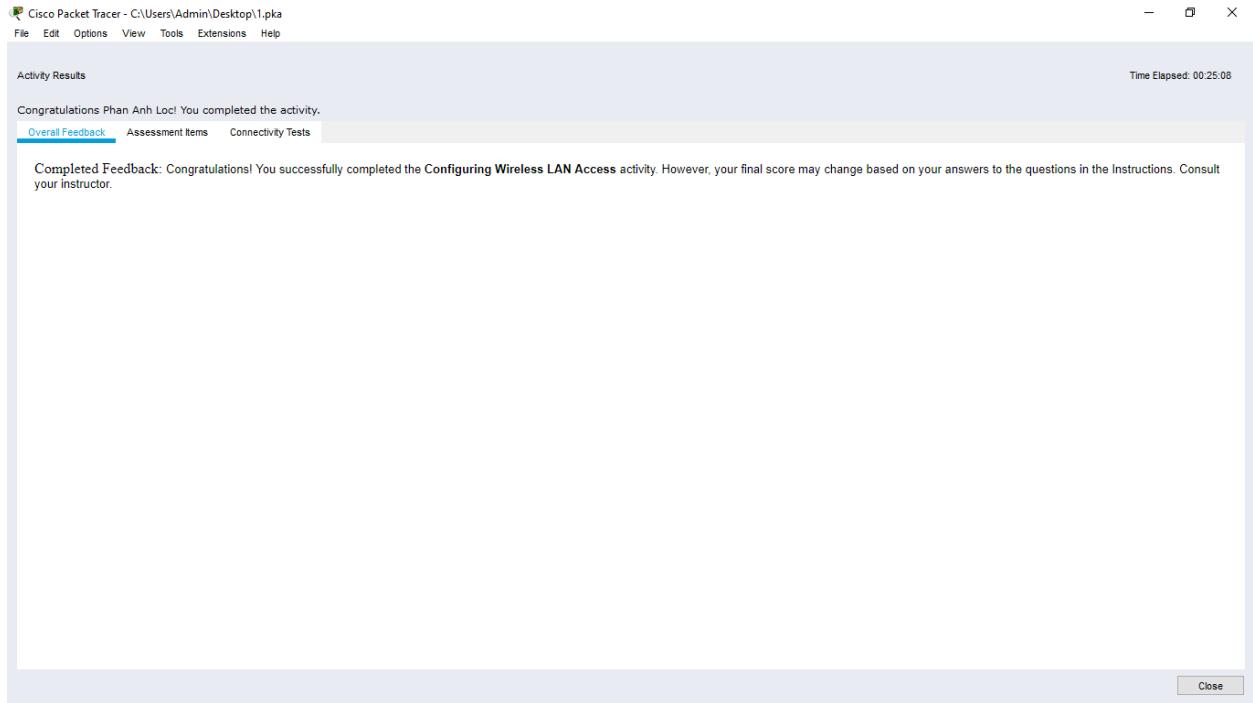 Cisco Packet Tracer - C:\Users\Admin\Desktop\1.pka
File Edit Options View Tools Extensions Help
Activity Results
Time Elapsed: 00:25:08
Congratulations Phan Anh Loc! You completed the activity.
Overall Feedback Assessment Items Connectivity Tests
Completed Feedback: Congratulations! You successfully completed the Configuring Wireless LAN Access activity. However, your final score may change based on your answers to the questions in the Instructions. Consult
your instructor.
Close